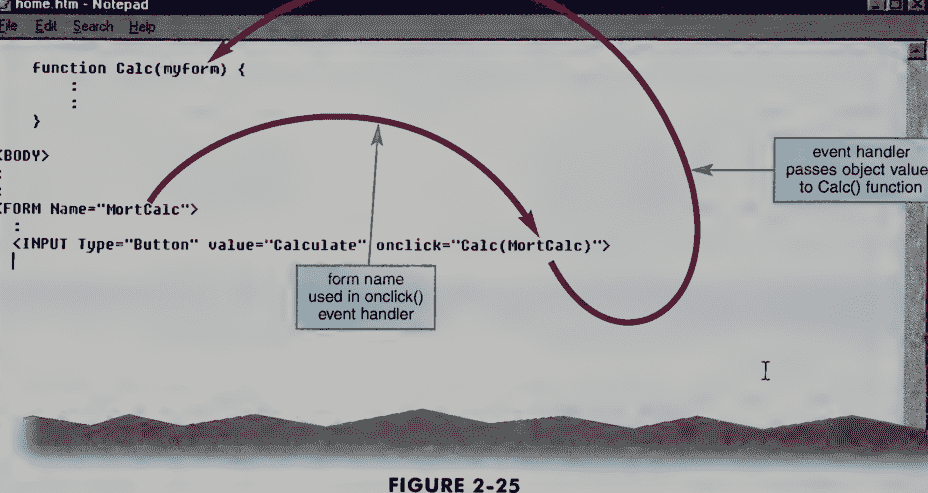 home.htm - Notepad
File Edit Search Help
function Calc(myform) {
:
:
}
<BODY>
:
:
<FORM Name="MortCalc">
:
<INPUT Type="Button" value="Calculate" onclick="Calc(MortCalc)">
event handler
passes object value
to Calc() function
form name
used in onclick()
event handler
FIGURE 2-25